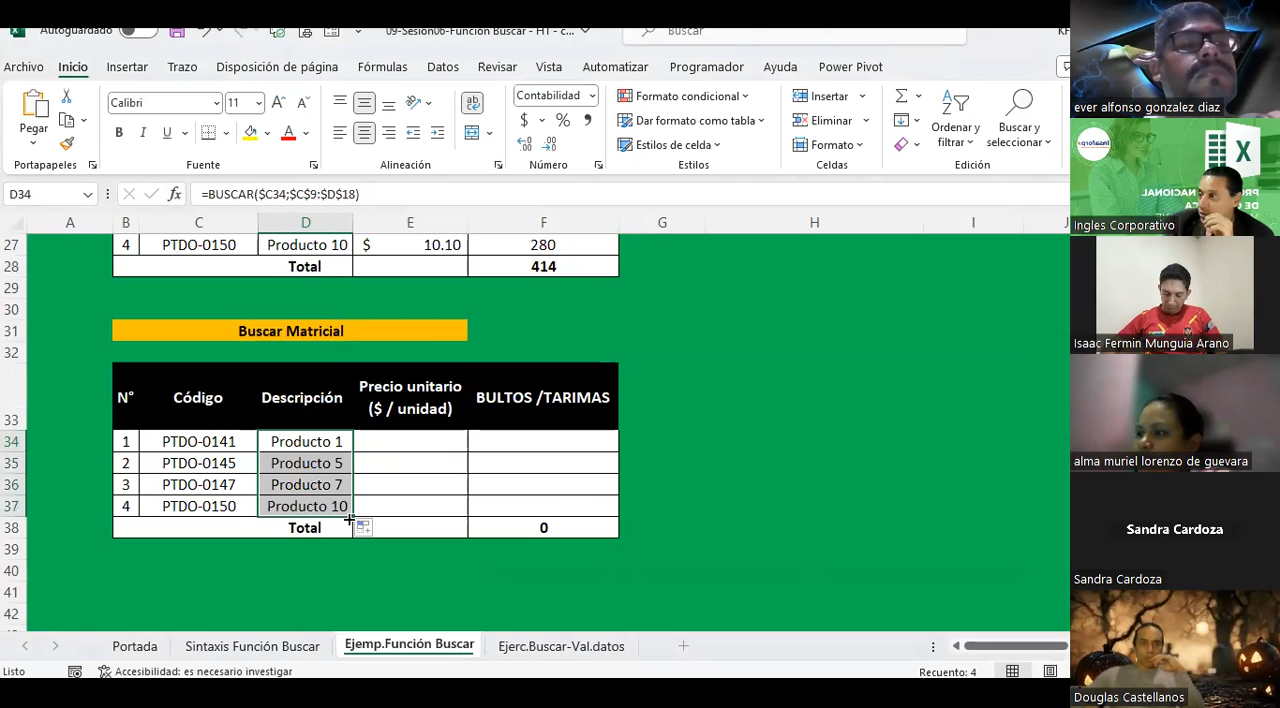 Autoguardado
09-Sesión06-Función Buscar - HT - c...
Buscar
Archivo Inicio Insertar Trazo Disposición de página Fórmulas Datos Revisar Vista Automatizar Programador Ayuda Power Pivot
Pegar
Portapapeles
Calibri 11
N K S
Fuente
Alineación
Contabilidad
$ % 
Número
Formato condicional
Dar formato como tabla
Estilos de celda
Estilos
Insertar
Eliminar
Formato
Celdas
Ordenar y filtrar
Buscar y seleccionar
Edición
D34 fx =BUSCAR($C34;$C$9:$D$18)
A B C D E F G H I J
27 4 PTDO-0150 Producto 10 $ 10.10 280
28 Total 414
29
30
31 Buscar Matricial
32
33 N° Código Descripción Precio unitario ($ / unidad) BULTOS /TARIMAS
34 1 PTDO-0141 Producto 1
35 2 PTDO-0145 Producto 5
36 3 PTDO-0147 Producto 7
37 4 PTDO-0150 Producto 10
38 Total 0
39
40
41
42
Portada Sintaxis Función Buscar Ejemp.Función Buscar Ejerc.Buscar-Val.datos
Listo Accesibilidad: es necesario investigar Recuento: 4
ever alfonso gonzalez diaz
Ingles Corporativo
Isaac Fermin Munguia Arano
alma muriel lorenzo de guevara
Sandra Cardoza
Sandra Cardoza
Douglas Castellanos